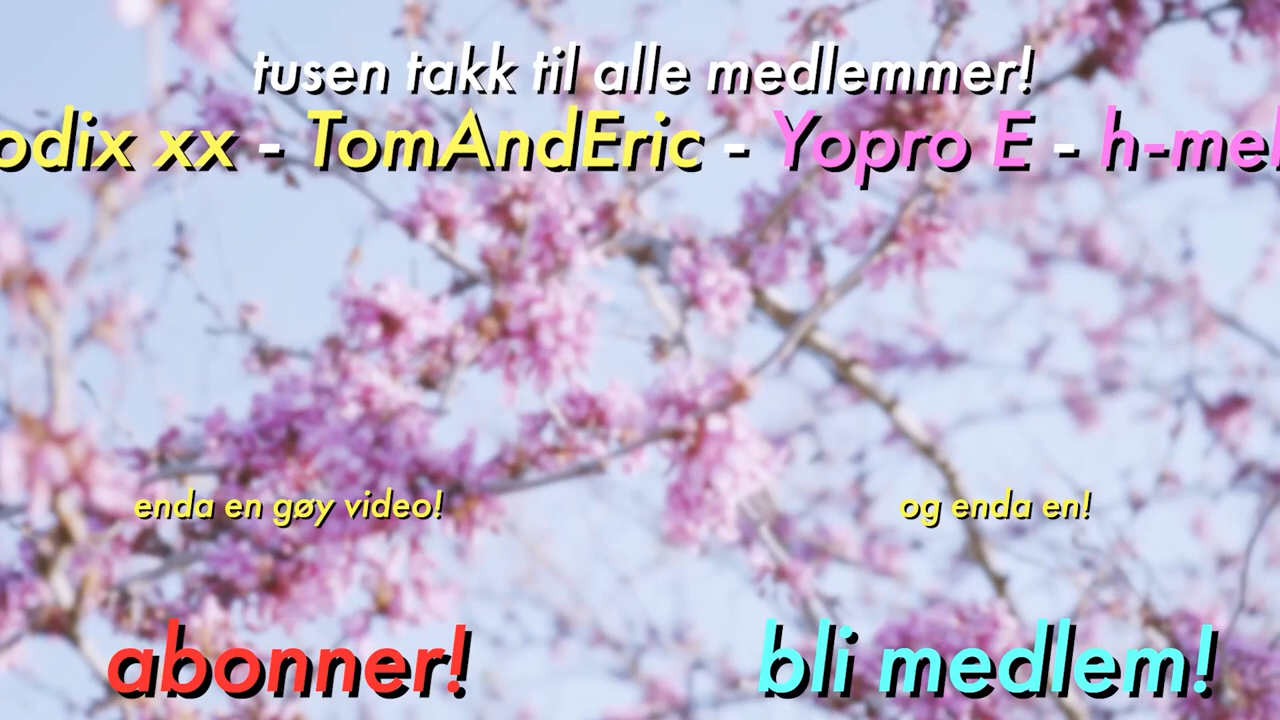 tusen takk til alle medlemmer!
odix xx - TomAndEric - Yopro E - h-me
enda en gøy video!
og enda en!
abonner!
bli medlem!